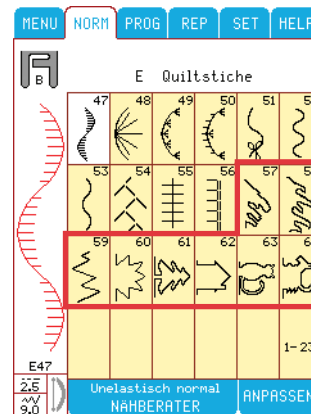 MENU NORM PROG REP SET HELP
B
E Quiltstiche
47 48 49 50 51
53 54 55 56 57
59 60 61 62 63
1-23
E47
2.5
9.0
Unelastisch normal
NÄHBERATER
ANPASSEN